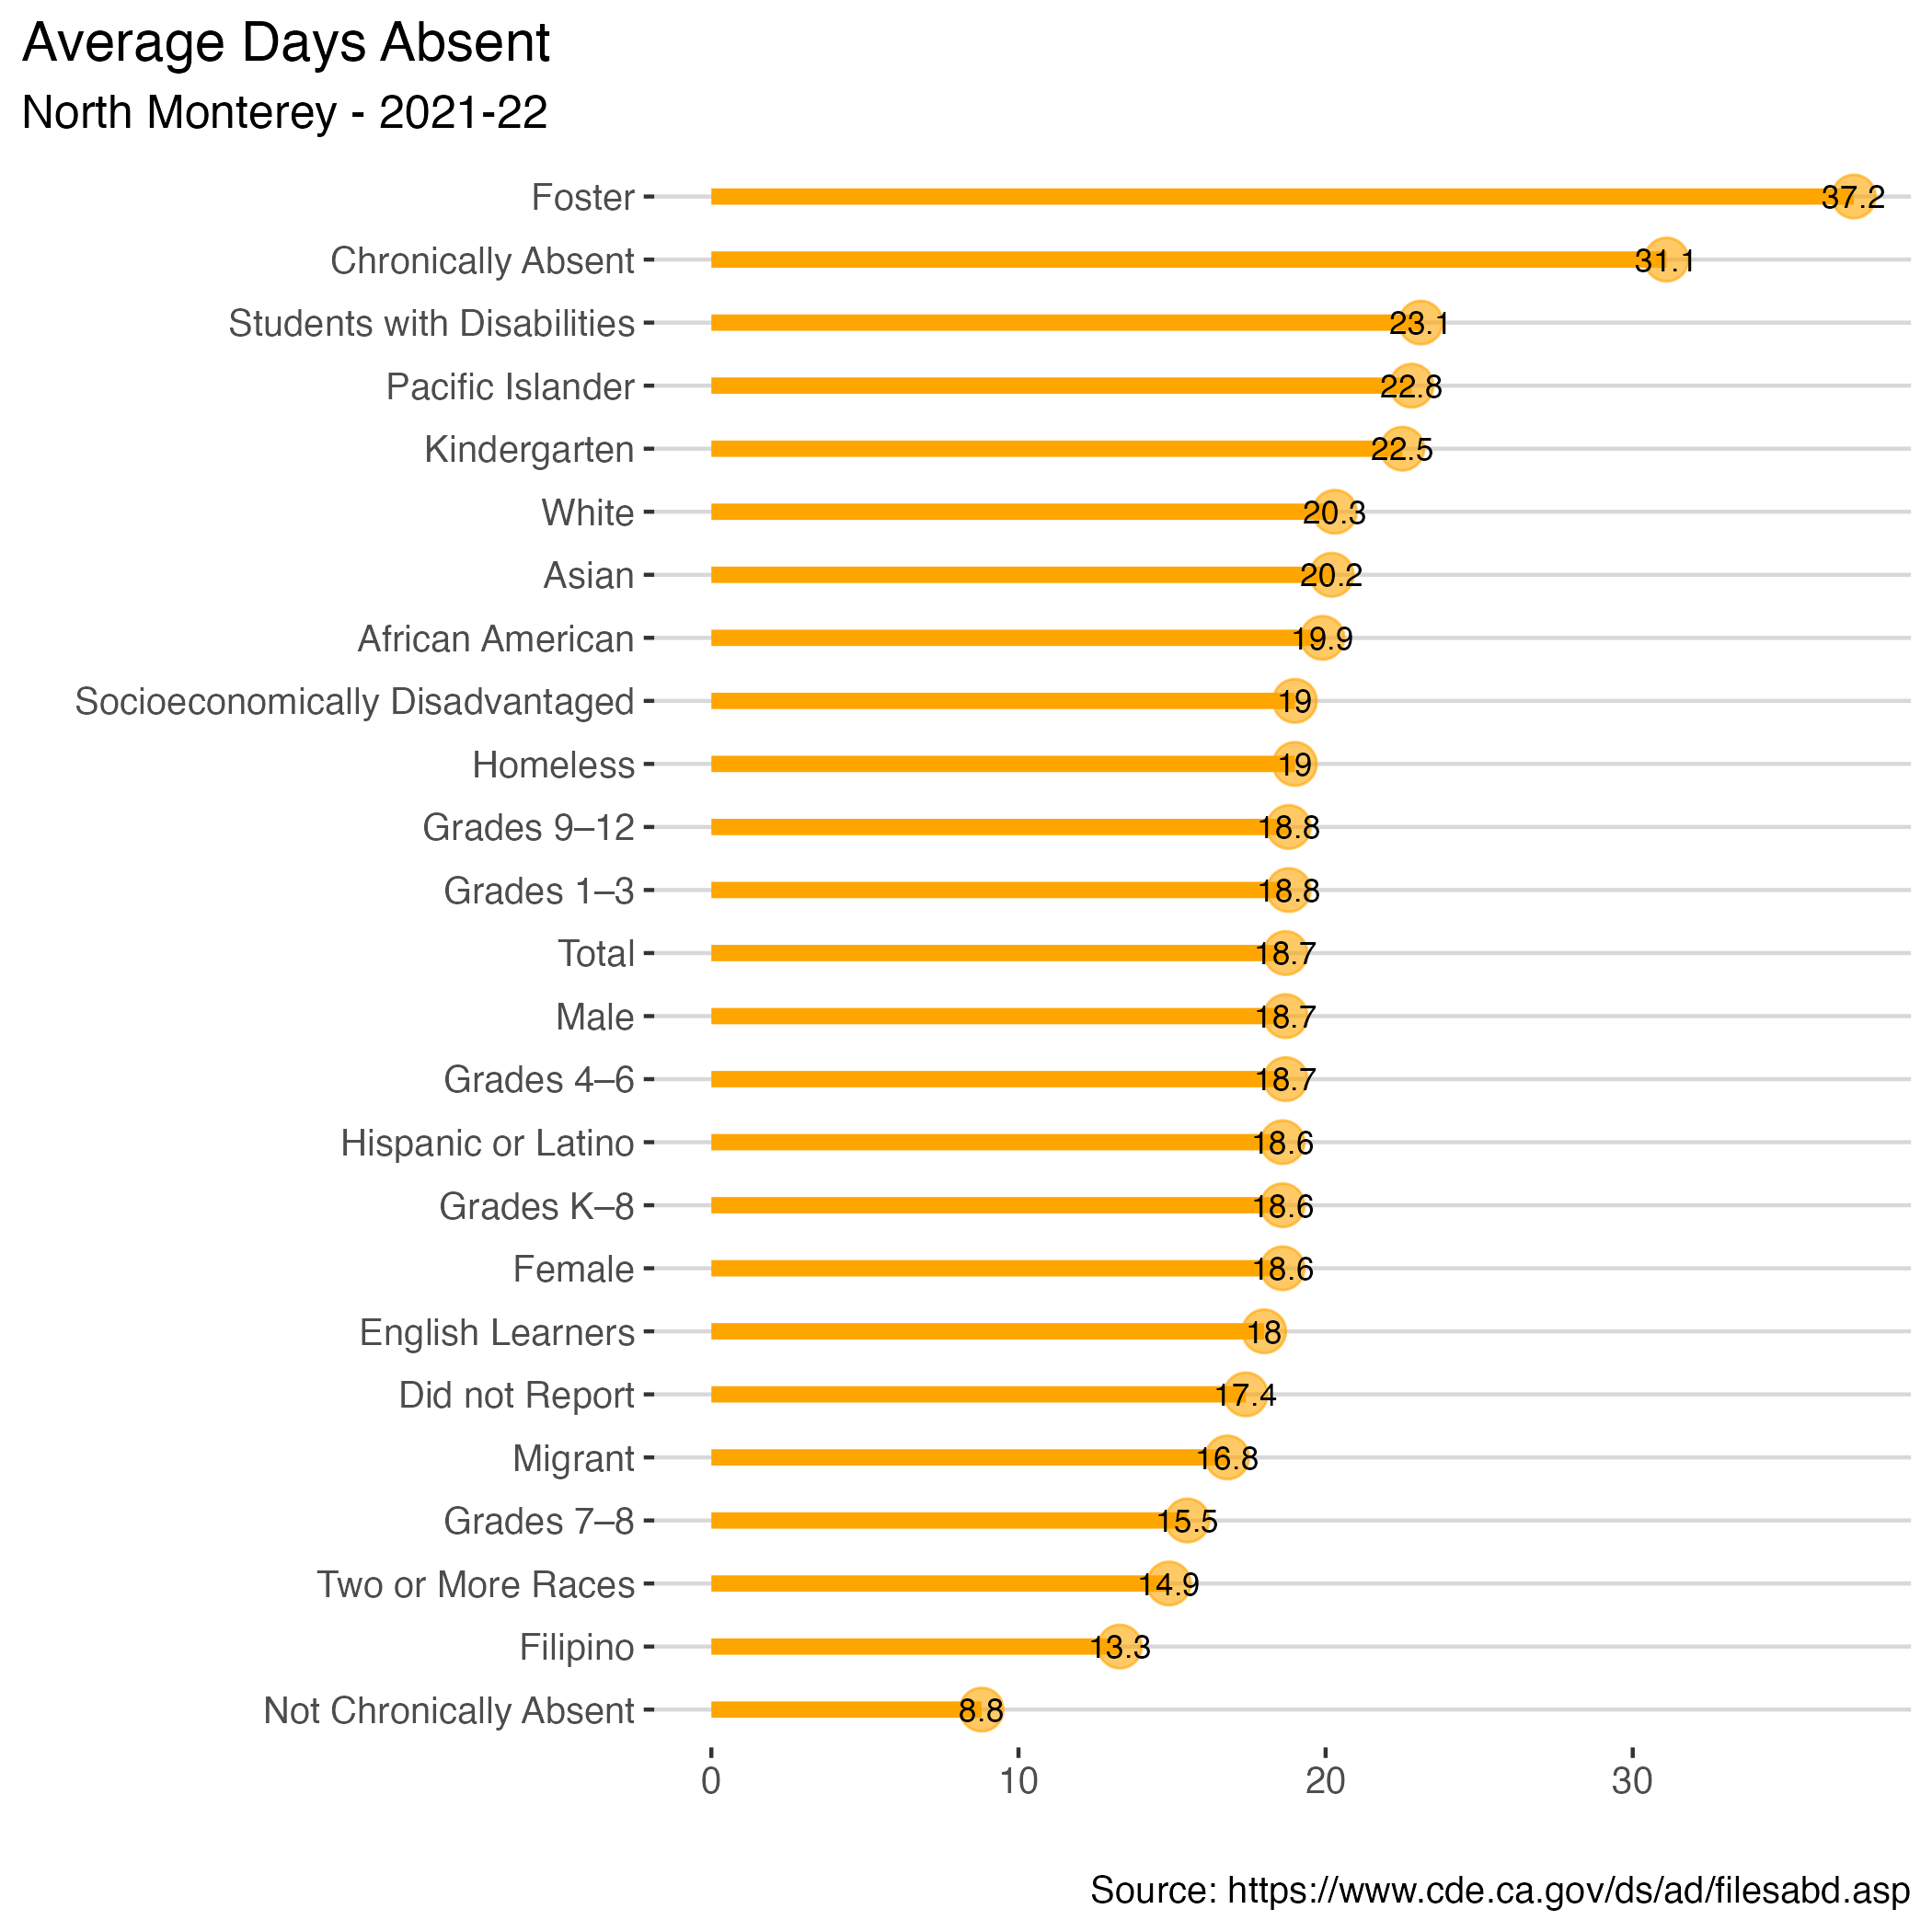 Average Days Absent
North Monterey - 2021-22
Foster 37.2
Chronically Absent 31.1
Students with Disabilities 23.1
Pacific Islander 22.8
Kindergarten 22.5
White 20.3
Asian 20.2
African American 19.9
Socioeconomically Disadvantaged 19
Homeless 19
Grades 9–12 18.8
Grades 1–3 18.8
Total 18.7
Male 18.7
Grades 4–6 18.7
Hispanic or Latino 18.6
Grades K–8 18.6
Female 18.6
English Learners 18
Did not Report 17.4
Migrant 16.8
Grades 7–8 15.5
Two or More Races 14.9
Filipino 13.3
Not Chronically Absent 8.8
0 10 20 30
Source: https://www.cde.ca.gov/ds/ad/filesabd.asp